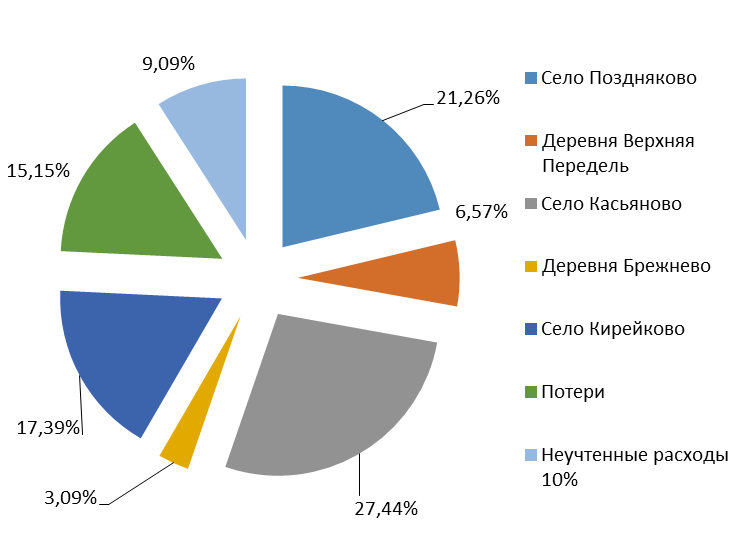 9,09%
21,26%
15,15%
6,57%
17,39%
3,09%
27,44%
Село Поздняково
Деревня Верхняя
Передель
Село Касьяново
Деревня Брежнево
Село Кирейково
Потери
Неучтенные расходы
10%